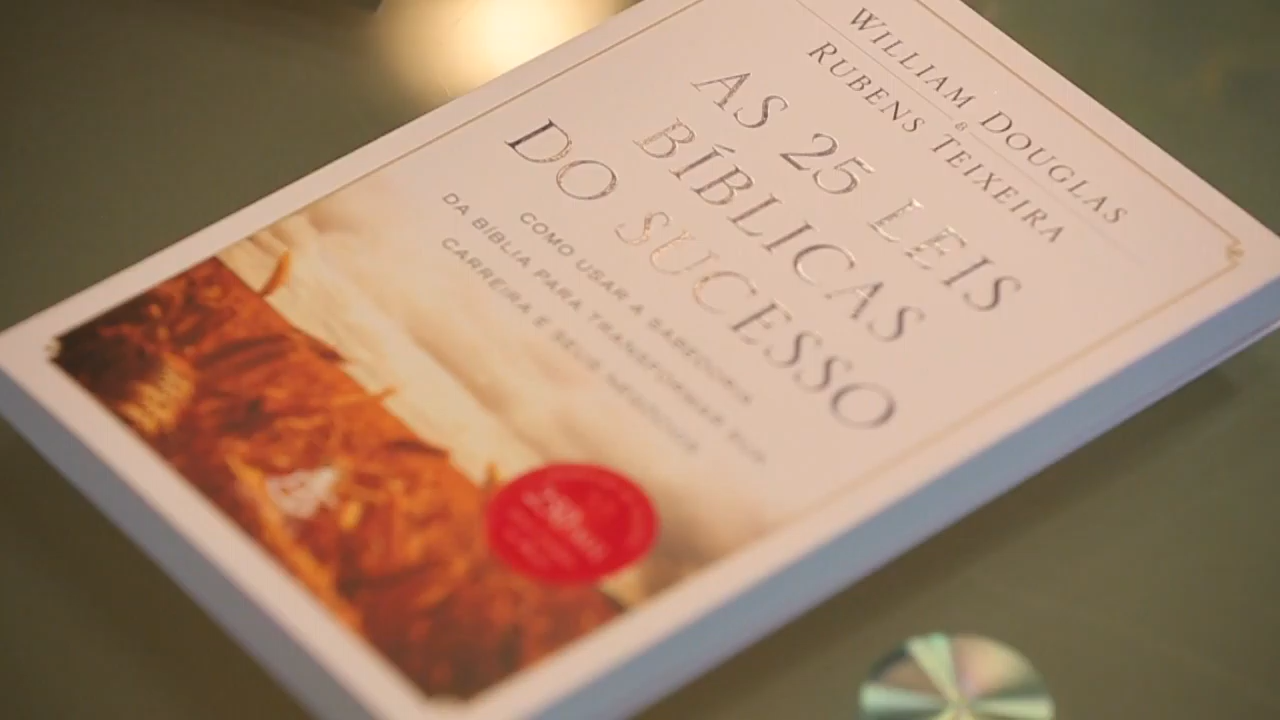 WILLIAM DOUGLAS
&
RUBENS TEIXEIRA
AS 25 LEIS
BÍBLICAS
DO SUCESSO
COMO USAR A SABEDORIA
DA BÍBLIA PARA TRANSFORMAR SUA
CARREIRA E SEUS NEGÓCIOS